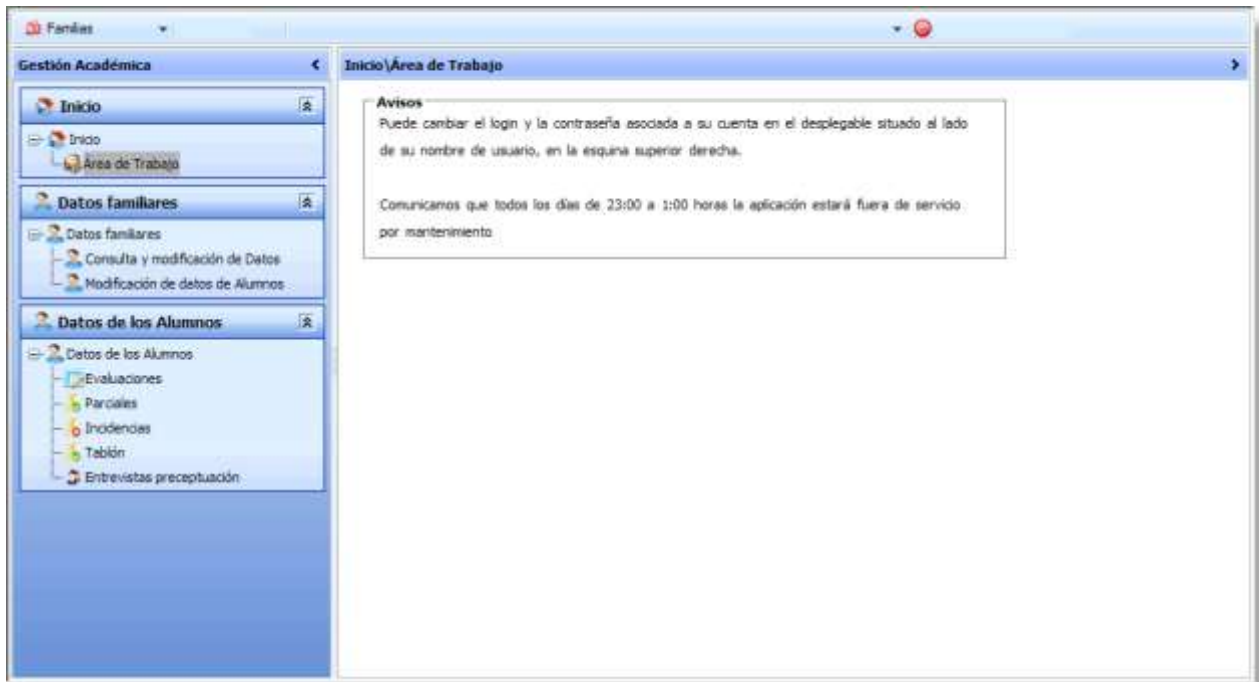 Familias
Gestión Académica
Inicio\Área de Trabajo
Inicio
Inicio
Área de Trabajo
Datos familiares
Datos familiares
Consulta y modificación de Datos
Modificación de datos de Alumnos
Datos de los Alumnos
Datos de los Alumnos
Evaluaciones
Parciales
Incidencias
Tablón
Entrevistas preceptuación
Avisos
Puede cambiar el login y la contraseña asociada a su cuenta en el desplegable situado al lado
de su nombre de usuario, en la esquina superior derecha.
Comunicamos que todos los días de 23:00 a 1:00 horas la aplicación estará fuera de servicio
por mantenimiento